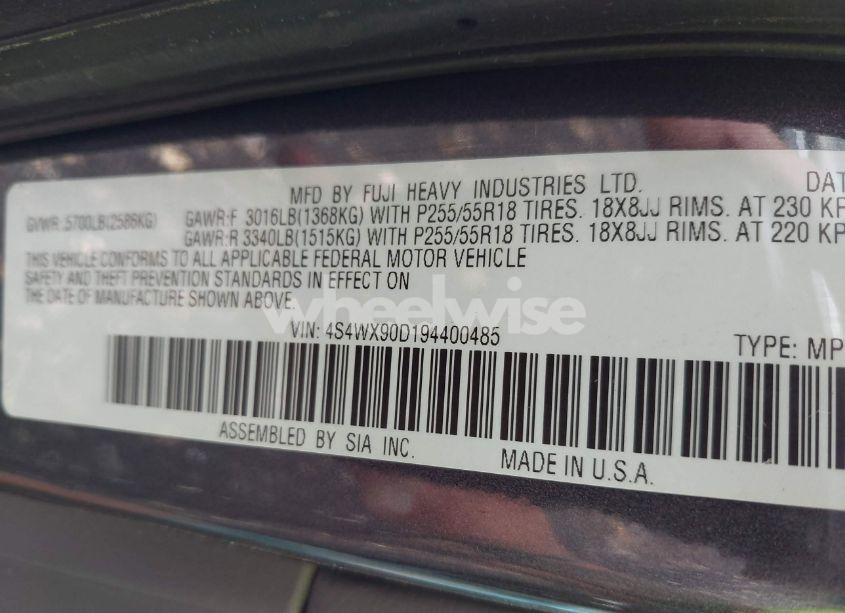 MFD BY FUJI HEAVY INDUSTRIES LTD. DAT
GVWR: 5700LB(2586KG) GAWR:F 3016LB(1368KG) WITH P255/55R18 TIRES. 18X8JJ RIMS. AT 230 KP
GAWR:R 3340LB(1515KG) WITH P255/55R18 TIRES. 18X8JJ RIMS. AT 220 KP
THIS VEHICLE CONFORMS TO ALL APPLICABLE FEDERAL MOTOR VEHICLE
SAFETY AND THEFT PREVENTION STANDARDS IN EFFECT ON
THE DATE OF MANUFACTURE SHOWN ABOVE.
wheelwise
VIN: 4S4WX90D194400485 TYPE: MP
ASSEMBLED BY SIA INC. MADE IN U.S.A.